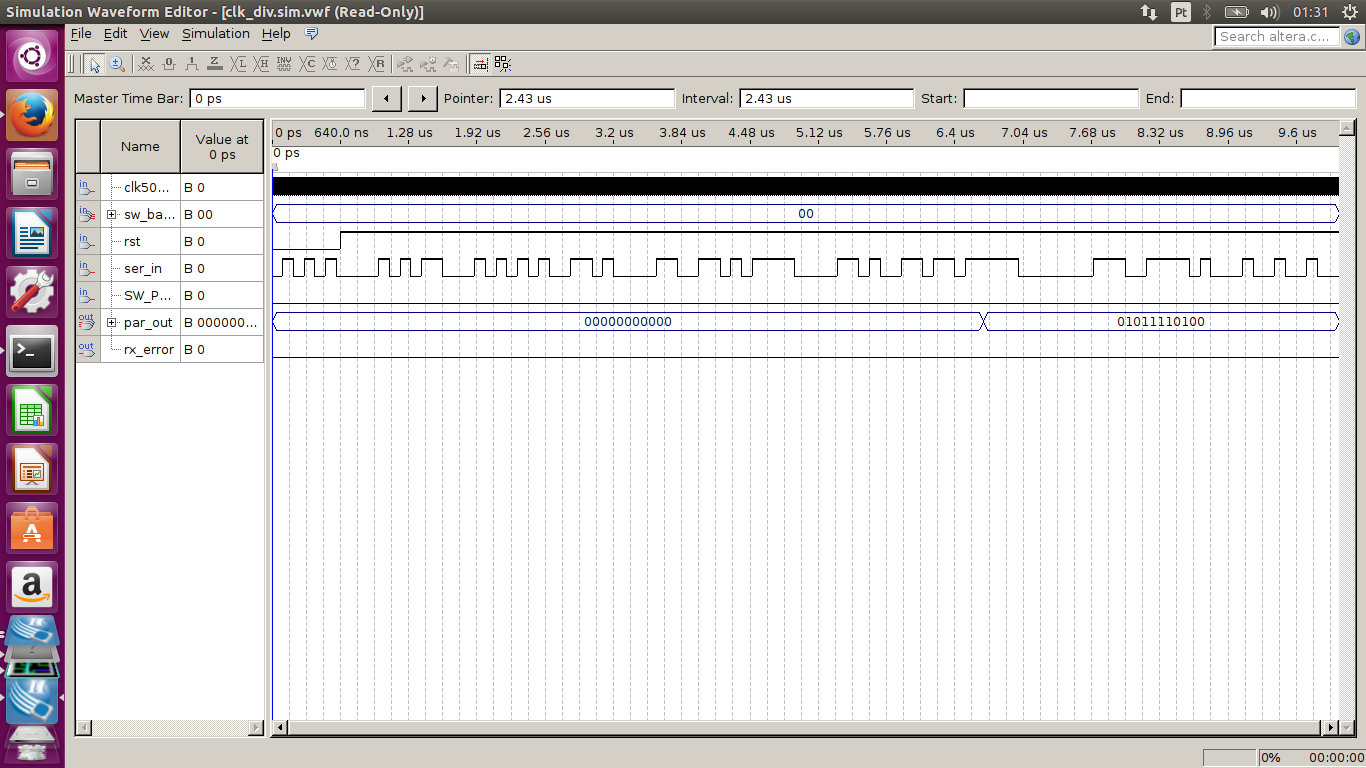 Simulation Waveform Editor - [clk_div.sim.vwf (Read-Only)]
Pt
01:31
File Edit View Simulation Help
Search altera.c...
Master Time Bar: 0 ps
Pointer: 2.43 us
Interval: 2.43 us
Start:
End:
Name
Value at
0 ps
0 ps 640.0 ns 1.28 us 1.92 us 2.56 us 3.2 us 3.84 us 4.48 us 5.12 us 5.76 us 6.4 us 7.04 us 7.68 us 8.32 us 8.96 us 9.6 us
0 ps
in clk50... B 0
in sw_ba... B 00 00
in rst B 0
in ser_in B 0
in SW_P... B 0
out par_out B 000000... 00000000000 01011110100
out rx_error B 0
0% 00:00:00